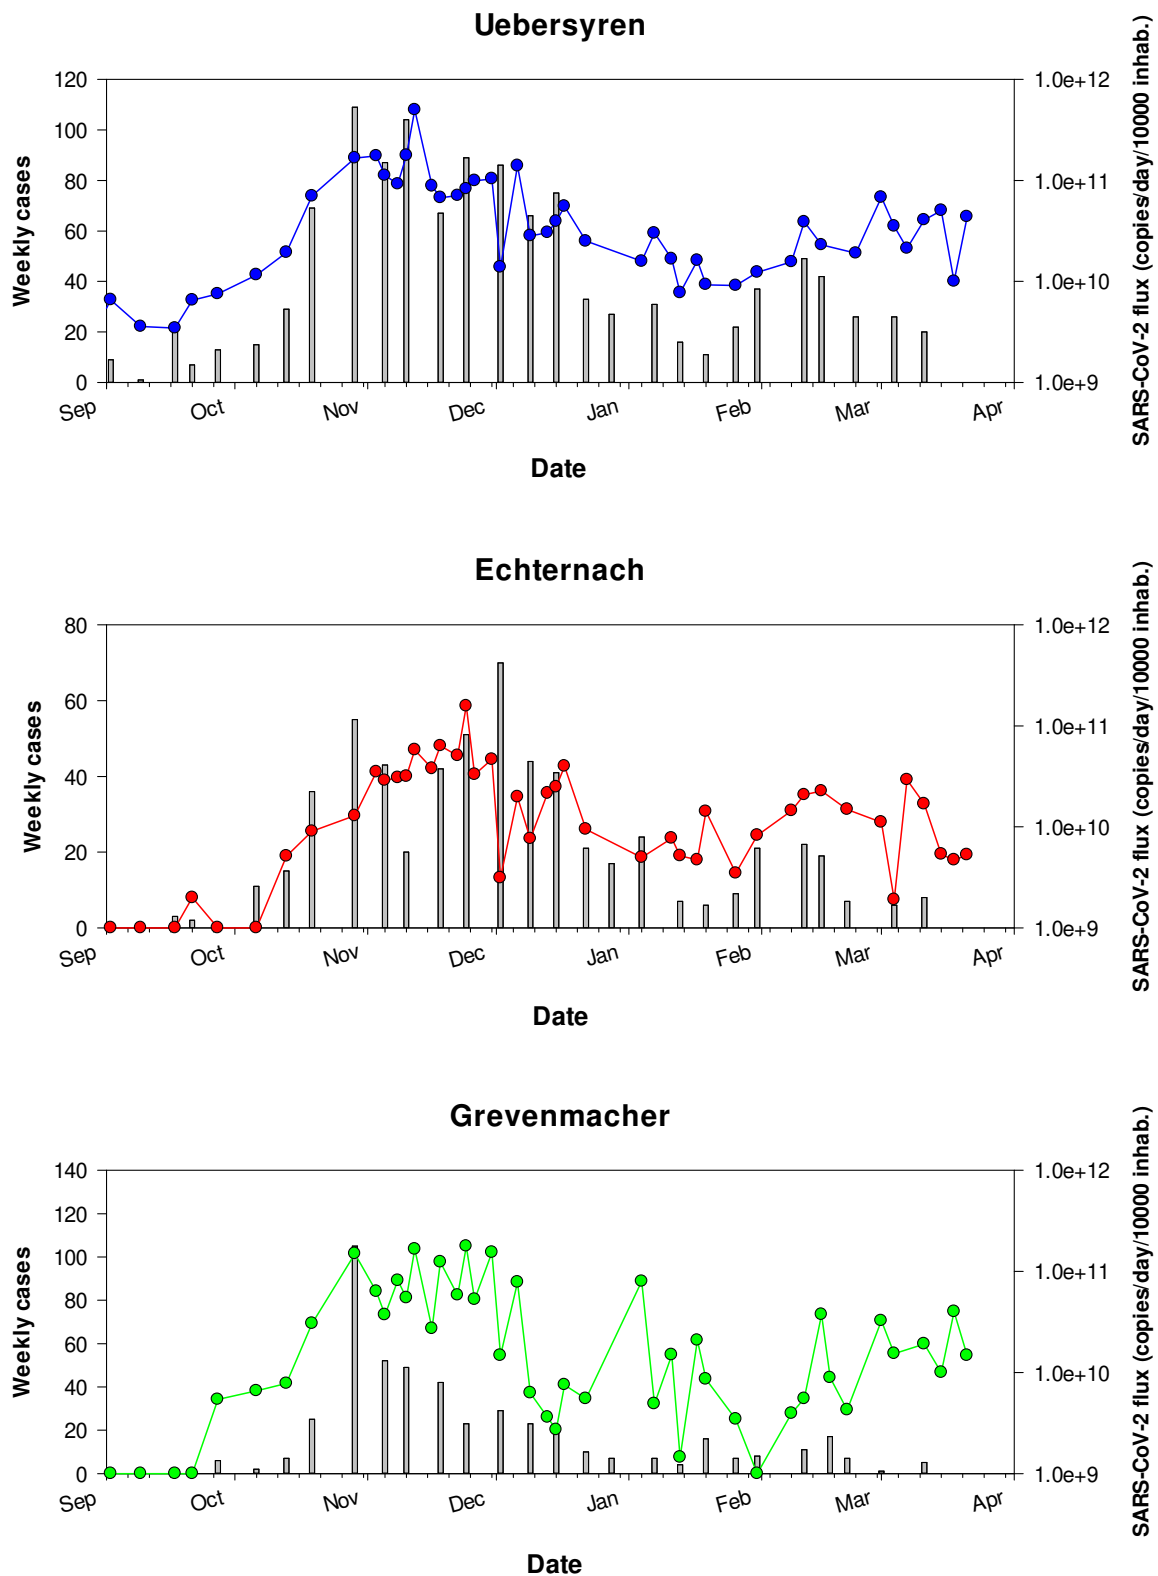 Uebersyren
Weekly cases
SARS-CoV-2 flux (copies/day/10000 inhab.)
120
100
80
60
40
20
0
1.0e+12
1.0e+11
1.0e+10
1.0e+9
Sep Oct Nov Dec Jan Feb Mar Apr
Date
Echternach
Weekly cases
SARS-CoV-2 flux (copies/day/10000 inhab.)
80
60
40
20
0
1.0e+12
1.0e+11
1.0e+10
1.0e+9
Sep Oct Nov Dec Jan Feb Mar Apr
Date
Grevenmacher
Weekly cases
SARS-CoV-2 flux (copies/day/10000 inhab.)
140
120
100
80
60
40
20
0
1.0e+12
1.0e+11
1.0e+10
1.0e+9
Sep Oct Nov Dec Jan Feb Mar Apr
Date